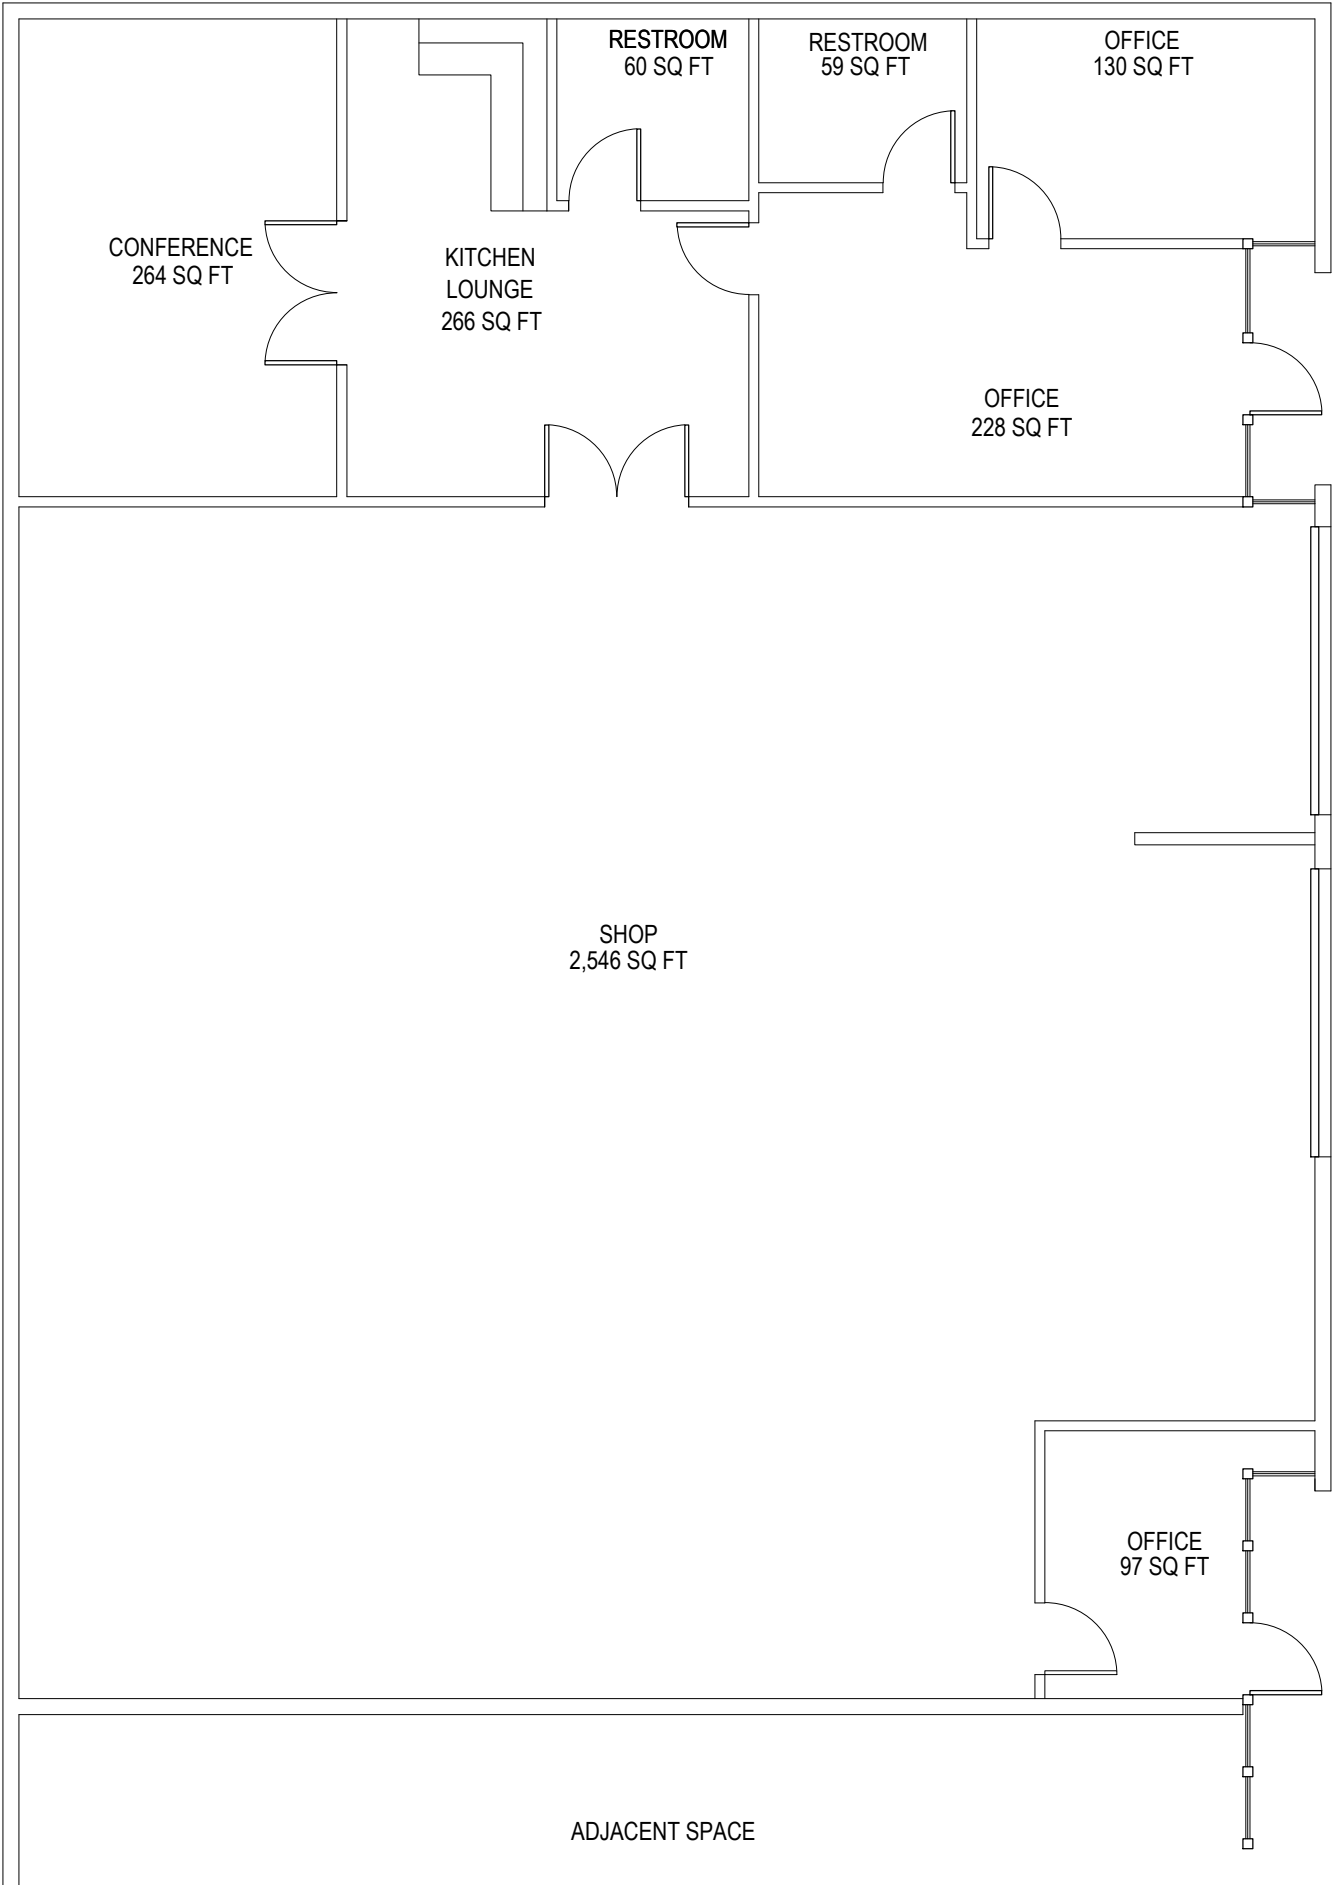 RESTROOM
60 SQ FT
RESTROOM
59 SQ FT
OFFICE
130 SQ FT
CONFERENCE
264 SQ FT
KITCHEN
LOUNGE
266 SQ FT
OFFICE
228 SQ FT
SHOP
2,546 SQ FT
OFFICE
97 SQ FT
ADJACENT SPACE